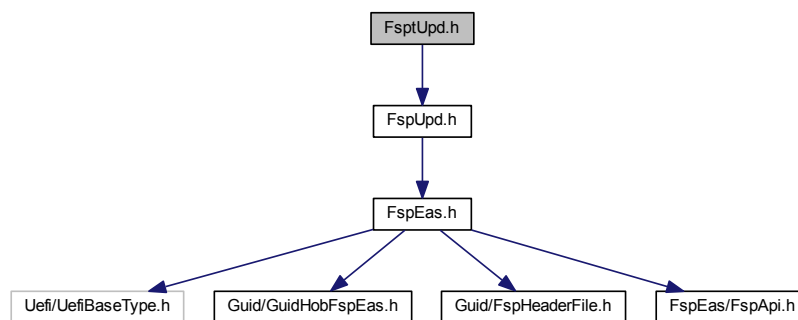 FsptUpd.h
FspUpd.h
FspEas.h
Uefi/UefiBaseType.h
Guid/GuidHobFspEas.h
Guid/FspHeaderFile.h
FspEas/FspApi.h